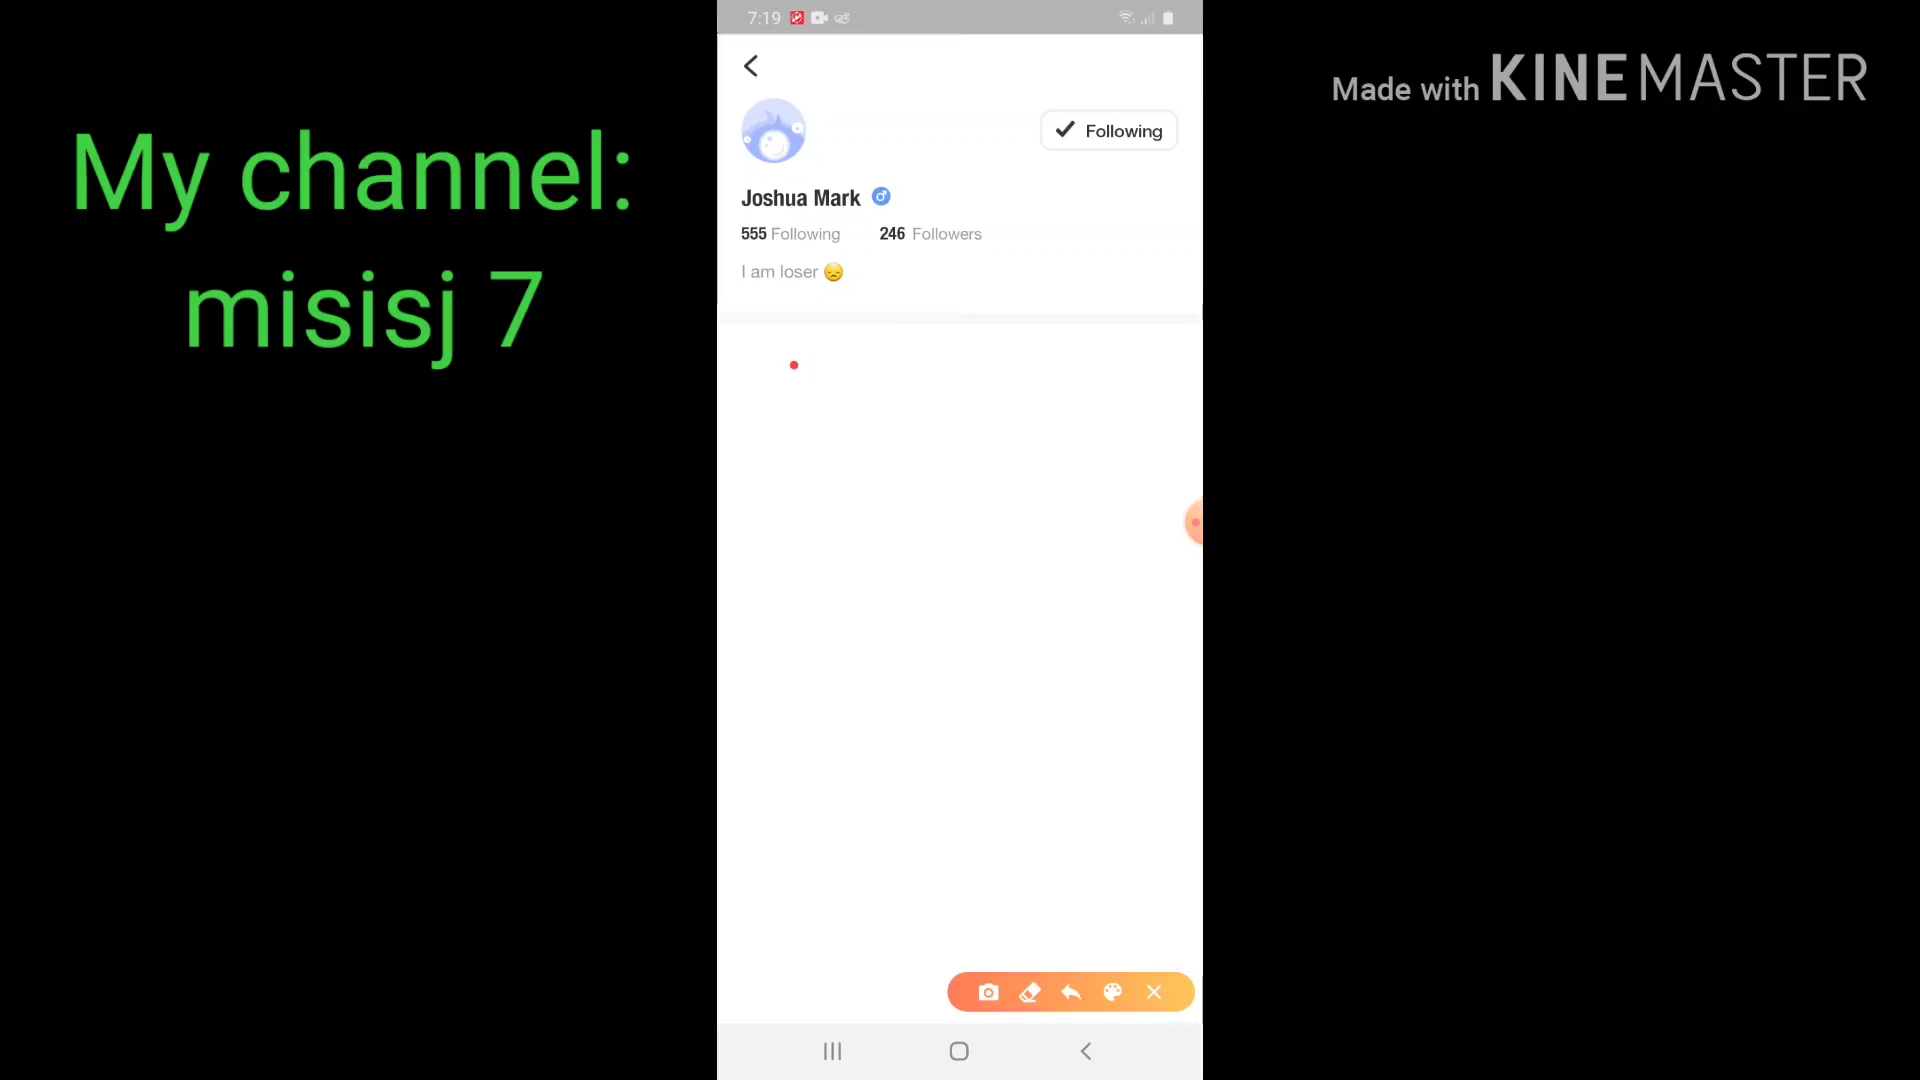 My channel:
misisj 7
7:19
Following
Joshua Mark
555 Following 246 Followers
I am loser 😞
Made with KINEMASTER